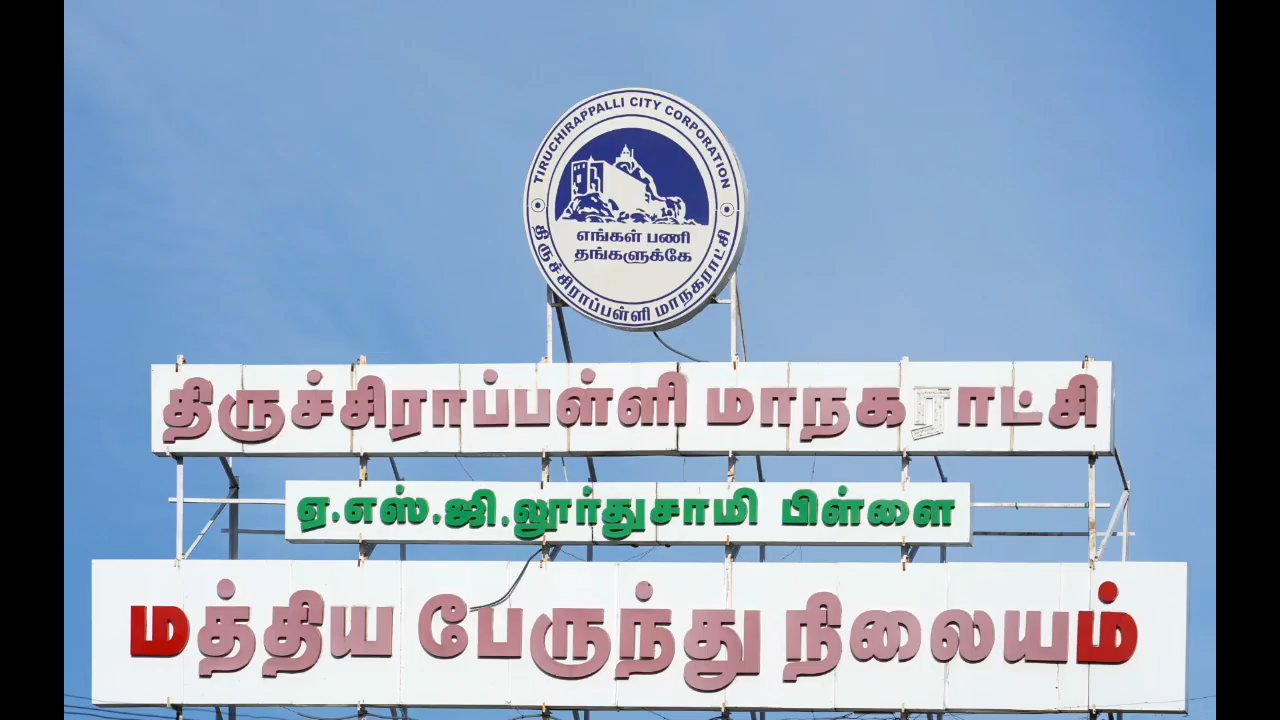 TIRUCHIRAPPALLI CITY CORPORATION
எங்கள் பணி
தங்களுக்கே
திருச்சிராப்பள்ளி மாநகராட்சி
திருச்சிராப்பள்ளி மாநகராட்சி
ஏ.எஸ்.ஜி.லூர்துசாமி பிள்ளை
மத்திய பேருந்து நிலையம்